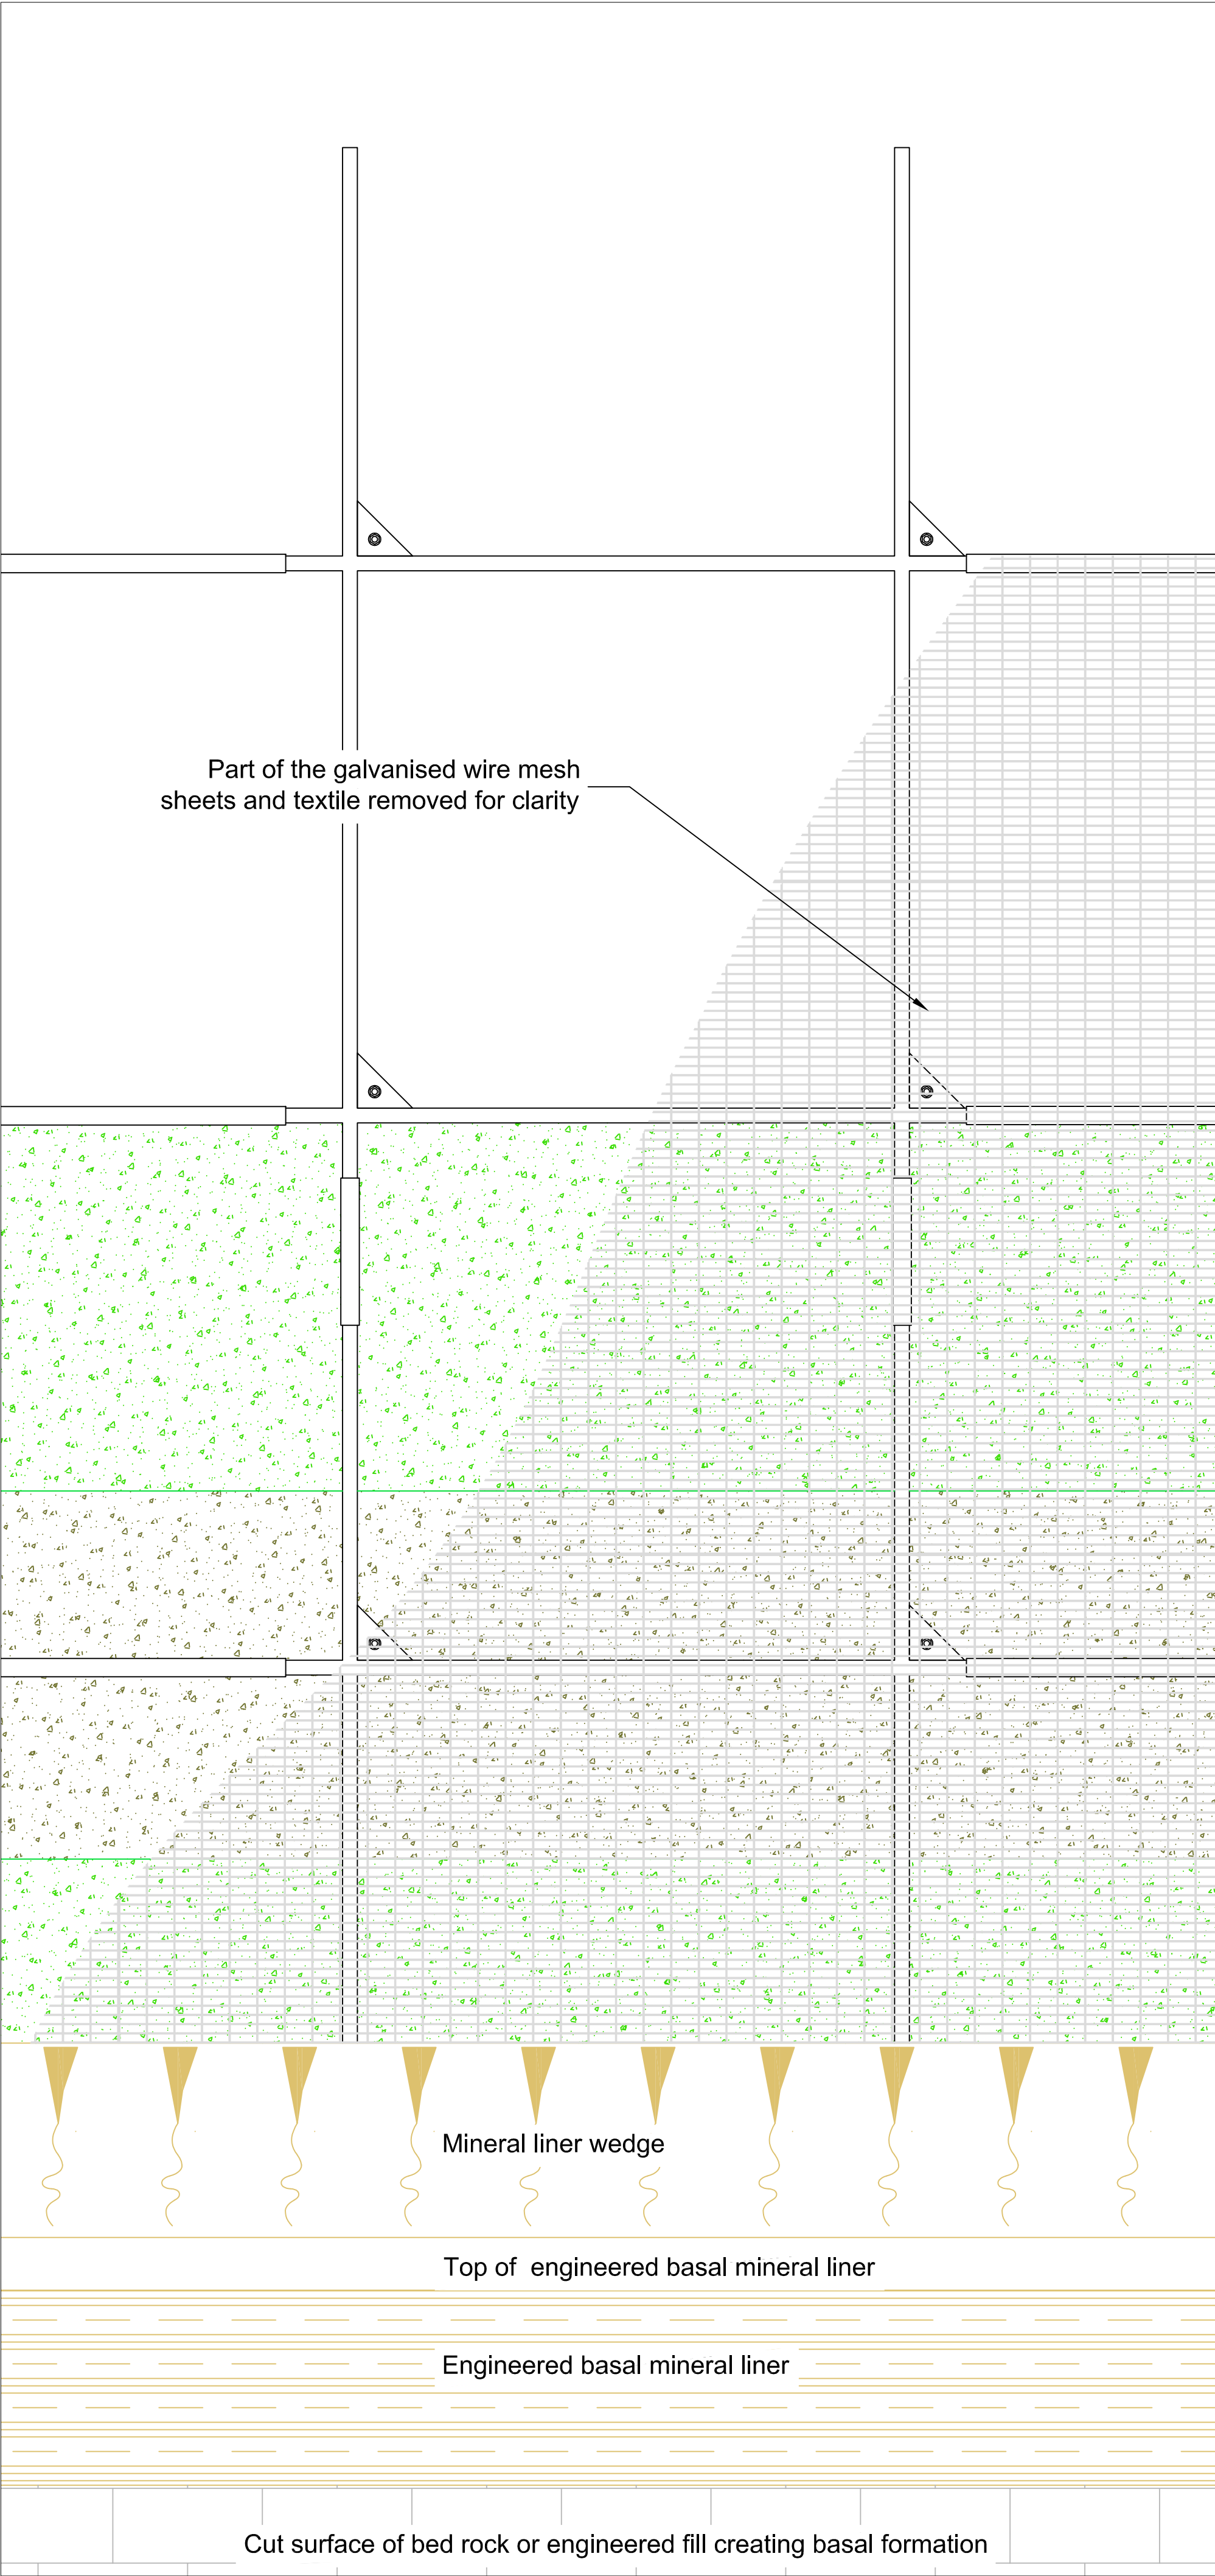 Part of the galvanised wire mesh
sheets and textile removed for clarity
Mineral liner wedge
Top of engineered basal mineral liner
Engineered basal mineral liner
Cut surface of bed rock or engineered fill creating basal formation